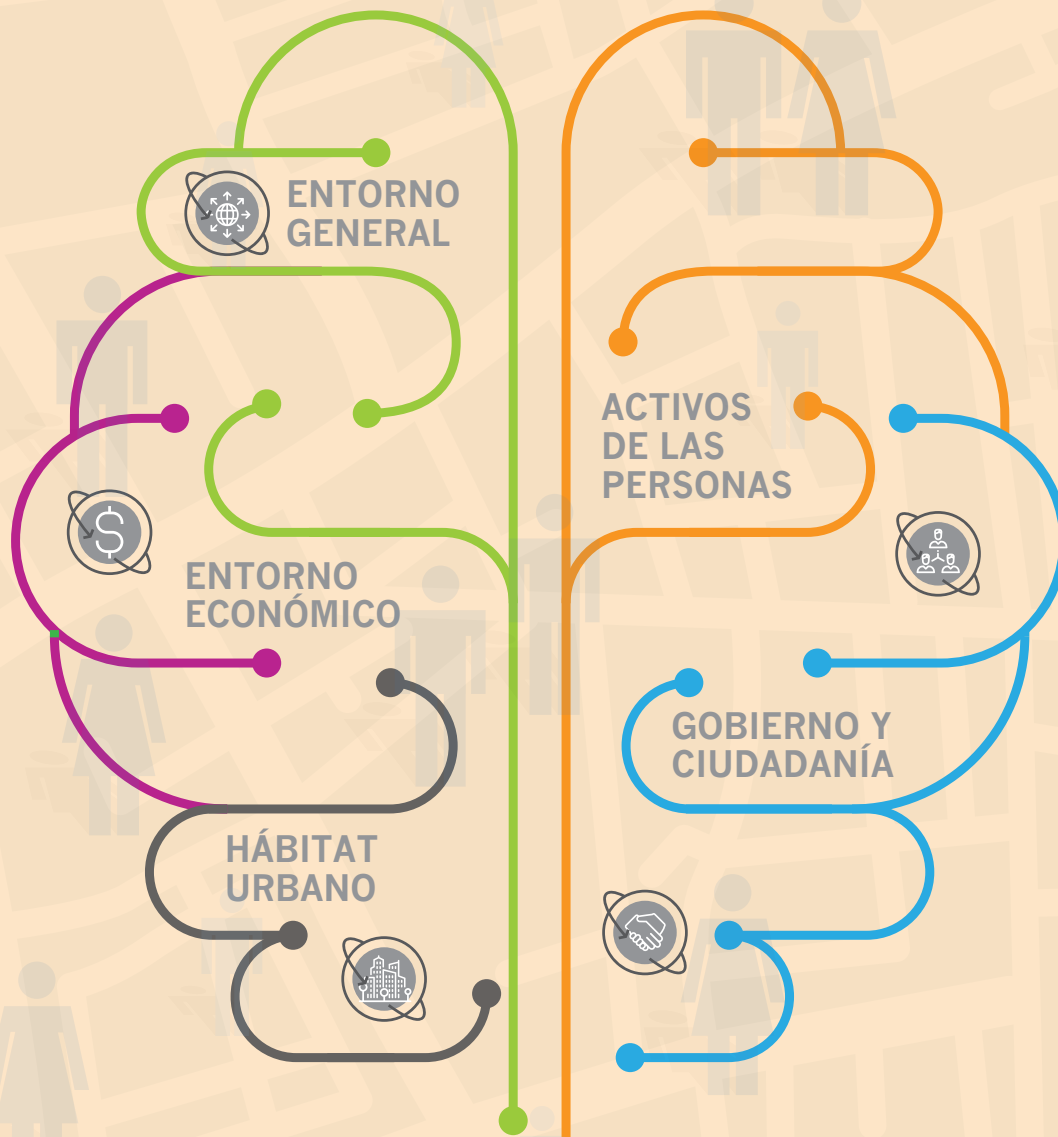 ENTORNO
GENERAL
ACTIVOS
DE LAS
PERSONAS
ENTORNO
ECONÓMICO
GOBIERNO Y
CIUDADANÍA
HÁBITAT
URBANO